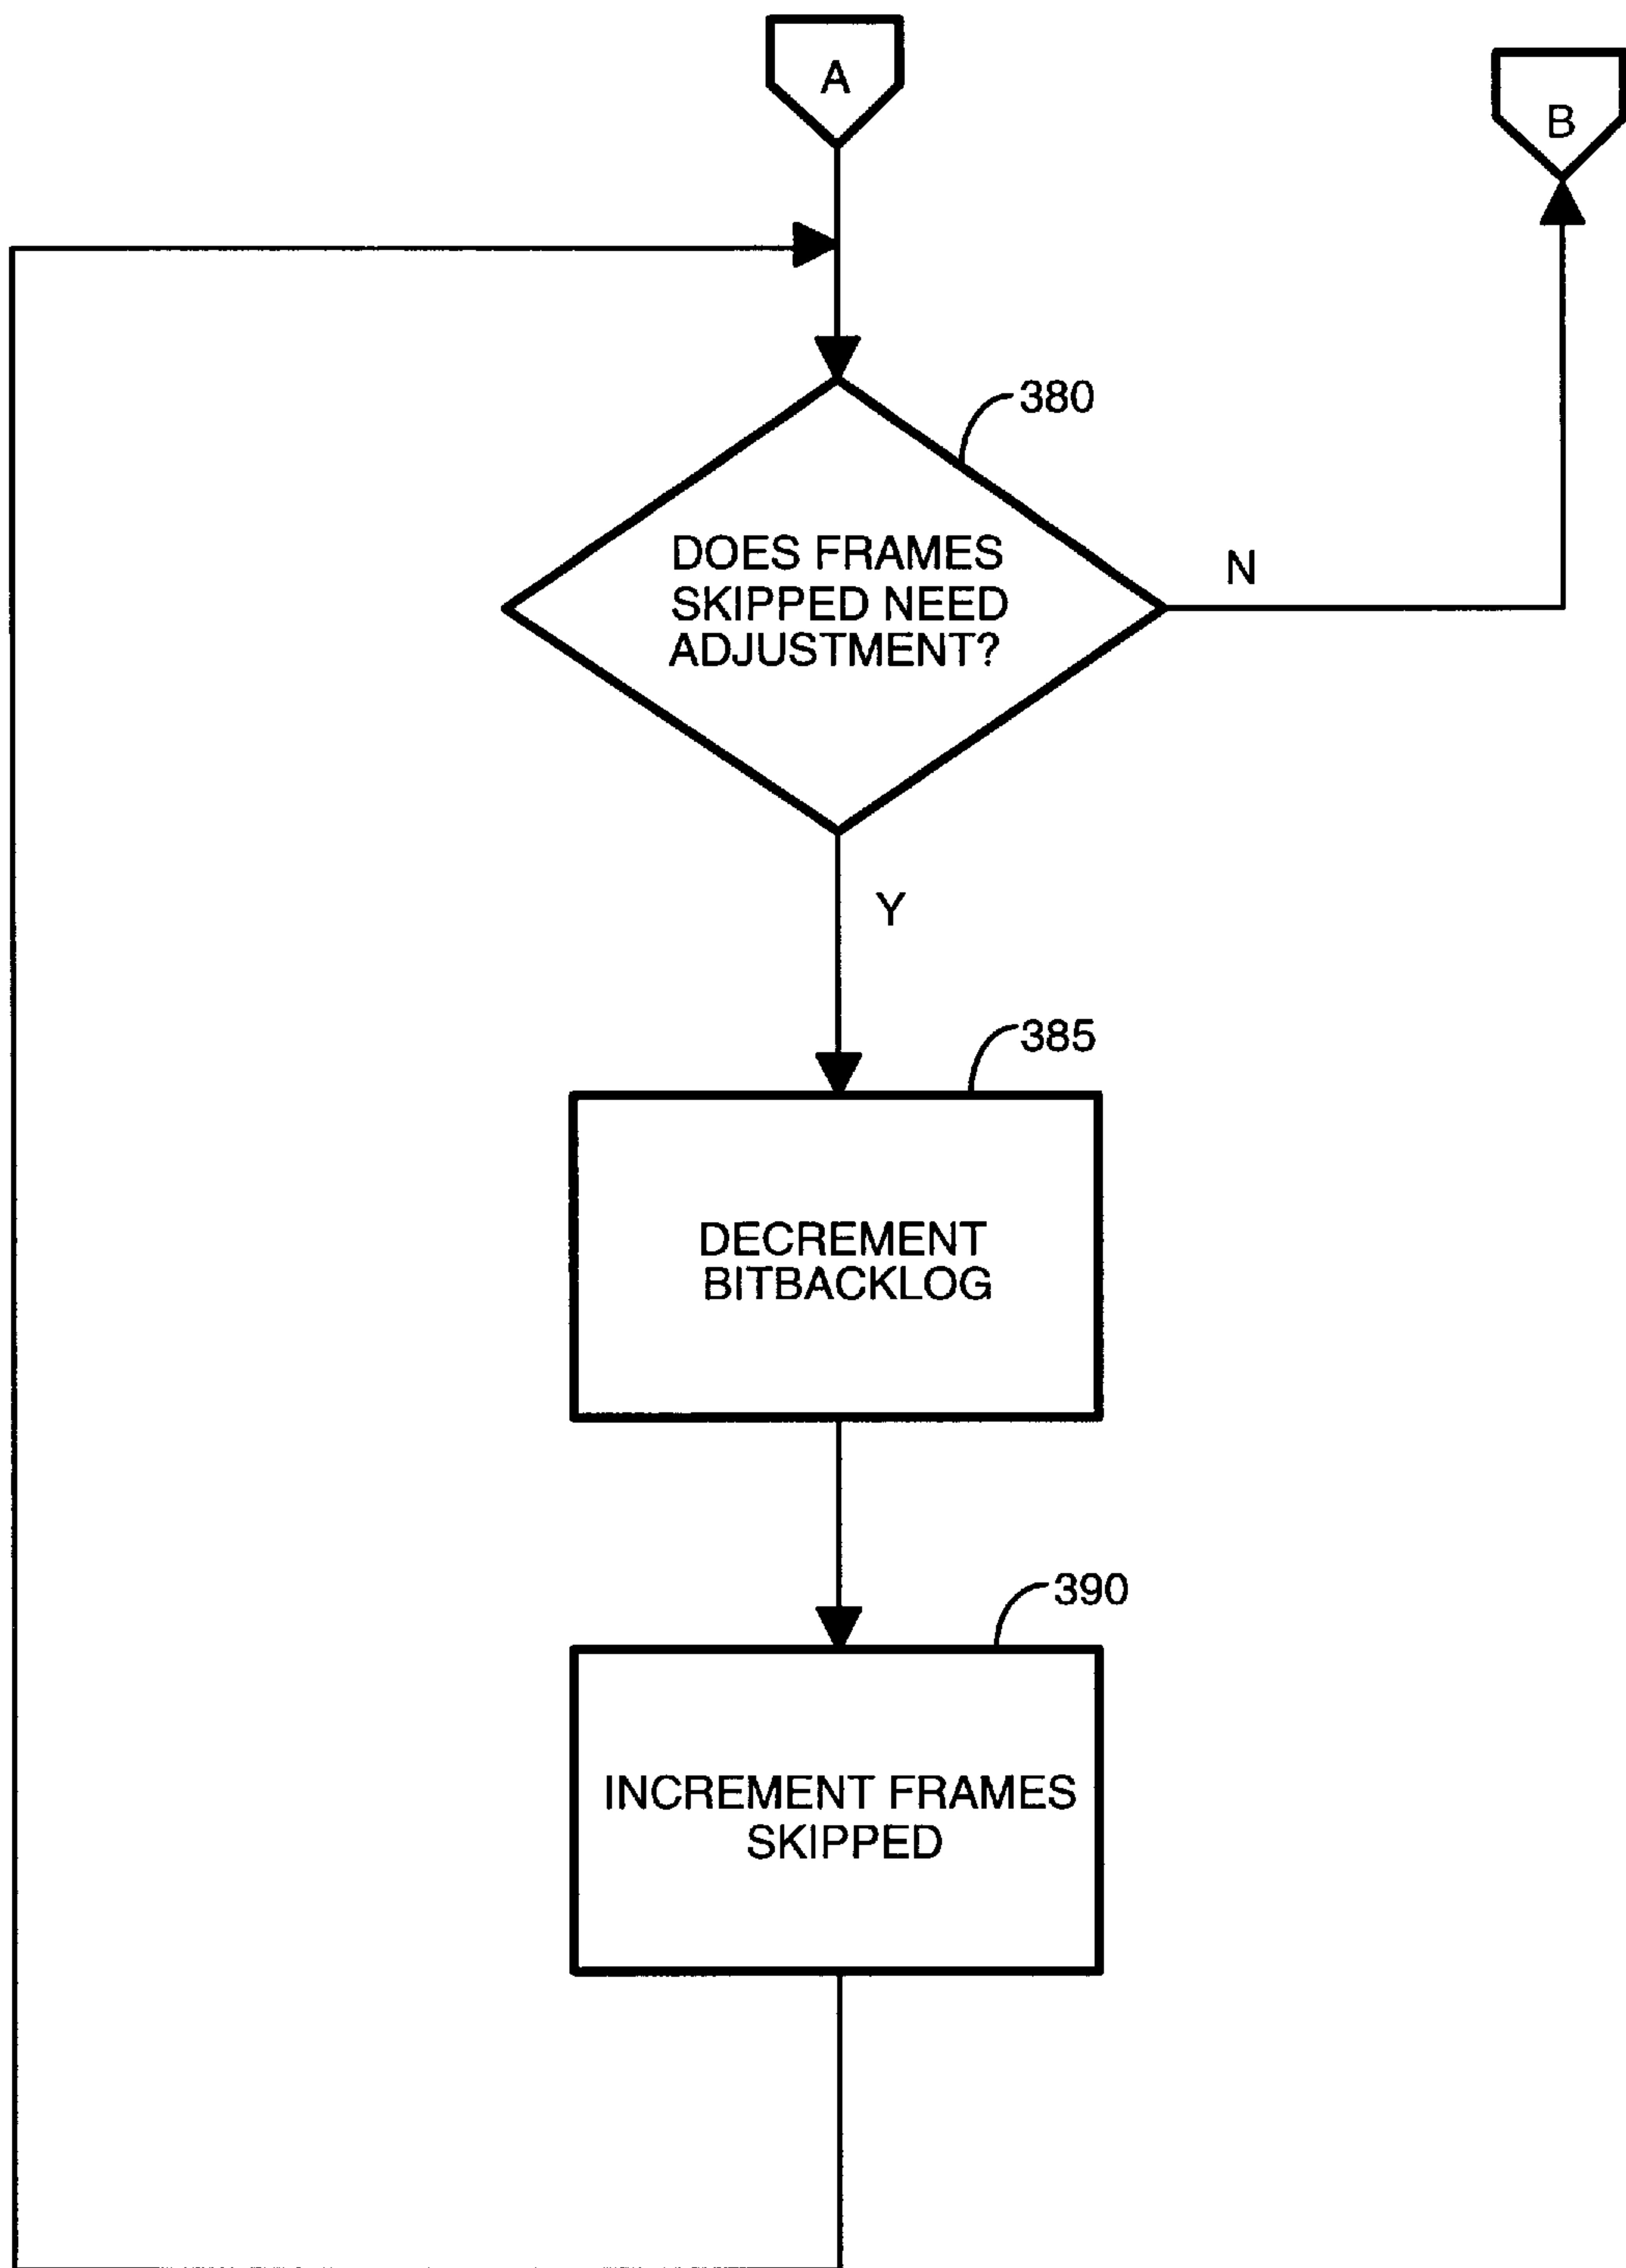 A
B
380
DOES FRAMES
SKIPPED NEED
ADJUSTMENT?
N
Y
385
DECREMENT
BITBACKLOG
390
INCREMENT FRAMES
SKIPPED